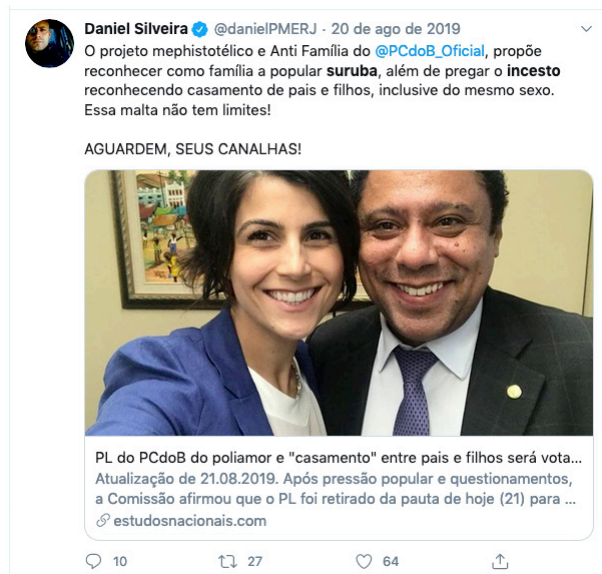 Daniel Silveira @danielPMERJ · 20 de ago de 2019
O projeto mephistotélico e Anti Família do @PCdoB_Oficial, propõe
reconhecer como família a popular suruba, além de pregar o incesto
reconhecendo casamento de pais e filhos, inclusive do mesmo sexo.
Essa malta não tem limites!
AGUARDEM, SEUS CANALHAS!
PL do PCdoB do poliamor e "casamento" entre pais e filhos será vota...
Atualização de 21.08.2019. Após pressão popular e questionamentos,
a Comissão afirmou que o PL foi retirado da pauta de hoje (21) para ...
estudosnacionais.com
10 27 64